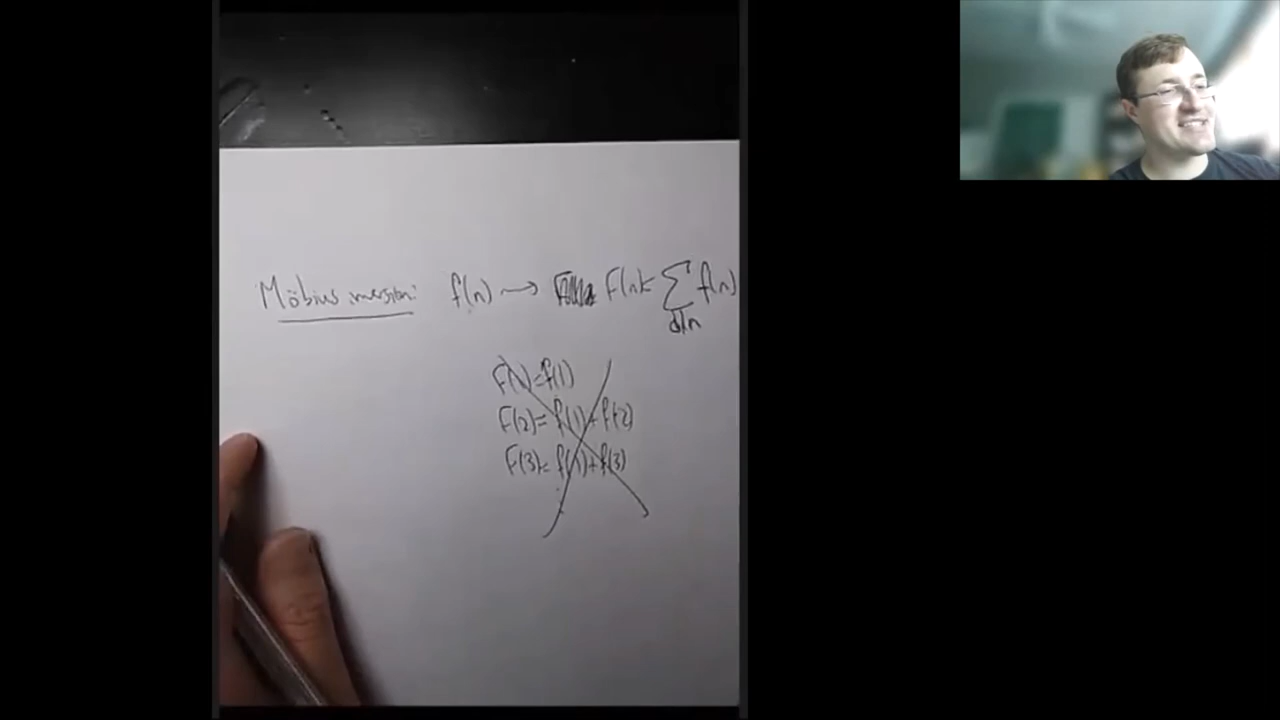 Möbius inversion: f(n) → F(n) = ∑ f(n)
d|n
F(1) = f(1)
F(2) = f(1) + f(2)
F(3) = f(1) + f(3)